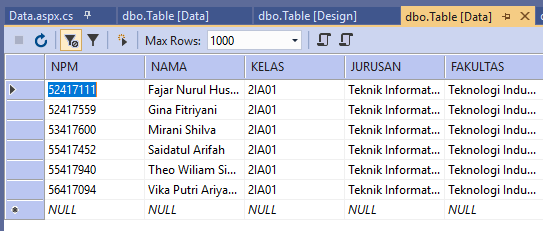 Data.aspx.cs dbo.Table [Data] dbo.Table [Design] dbo.Table [Data]
Max Rows: 1000
NPM NAMA KELAS JURUSAN FAKULTAS
52417111 Fajar Nurul Hus... 2IA01 Teknik Informat... Teknologi Indu...
52417559 Gina Fitriyani 2IA01 Teknik Informat... Teknologi Indu...
53417600 Mirani Shilva 2IA01 Teknik Informat... Teknologi Indu...
55417452 Saidatul Arifah 2IA01 Teknik Informat... Teknologi Indu...
55417940 Theo Wiliam Si... 2IA01 Teknik Informat... Teknologi Indu...
56417094 Vika Putri Ariya... 2IA01 Teknik Informat... Teknologi Indu...
NULL NULL NULL NULL NULL